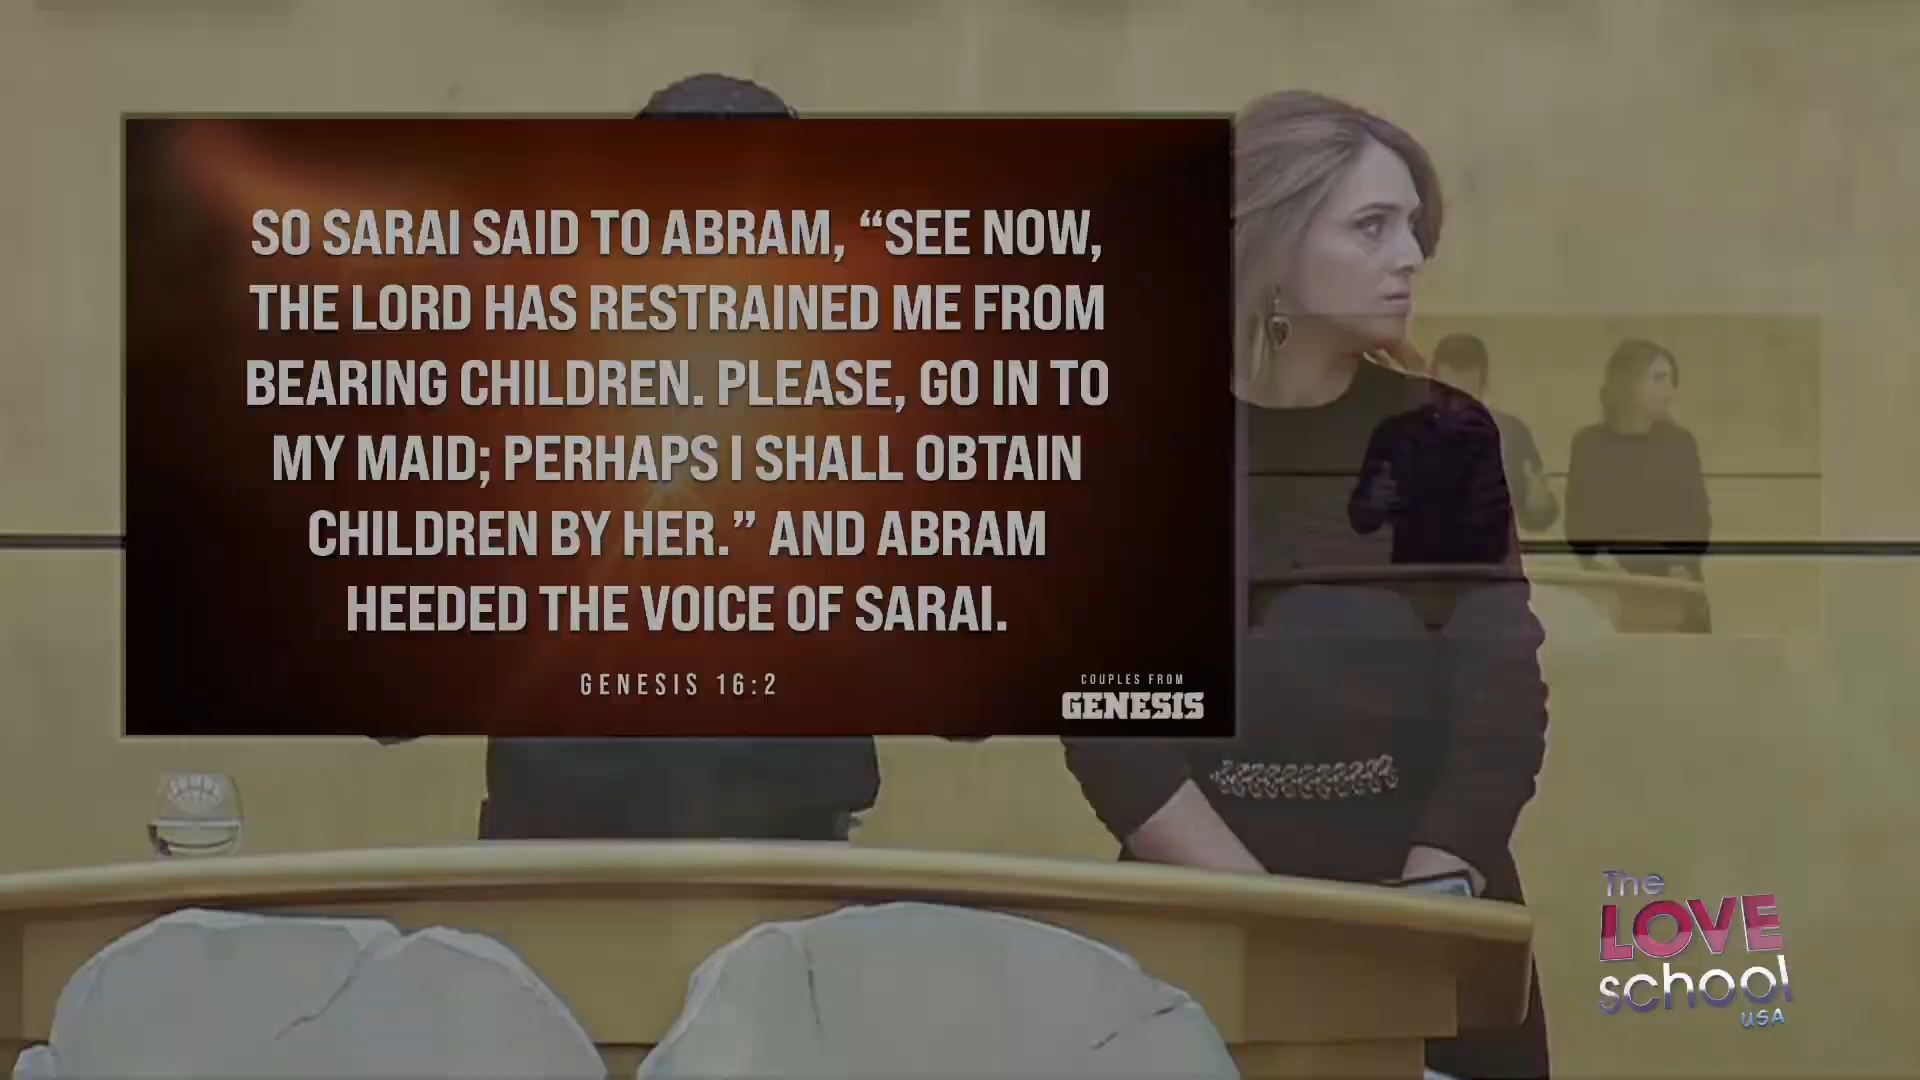 SO SARAI SAID TO ABRAM, “SEE NOW,
THE LORD HAS RESTRAINED ME FROM
BEARING CHILDREN. PLEASE, GO IN TO
MY MAID; PERHAPS I SHALL OBTAIN
CHILDREN BY HER.” AND ABRAM
HEEDED THE VOICE OF SARAI.
GENESIS 16:2
COUPLES FROM
GENESIS
The
LOVE
school
USA